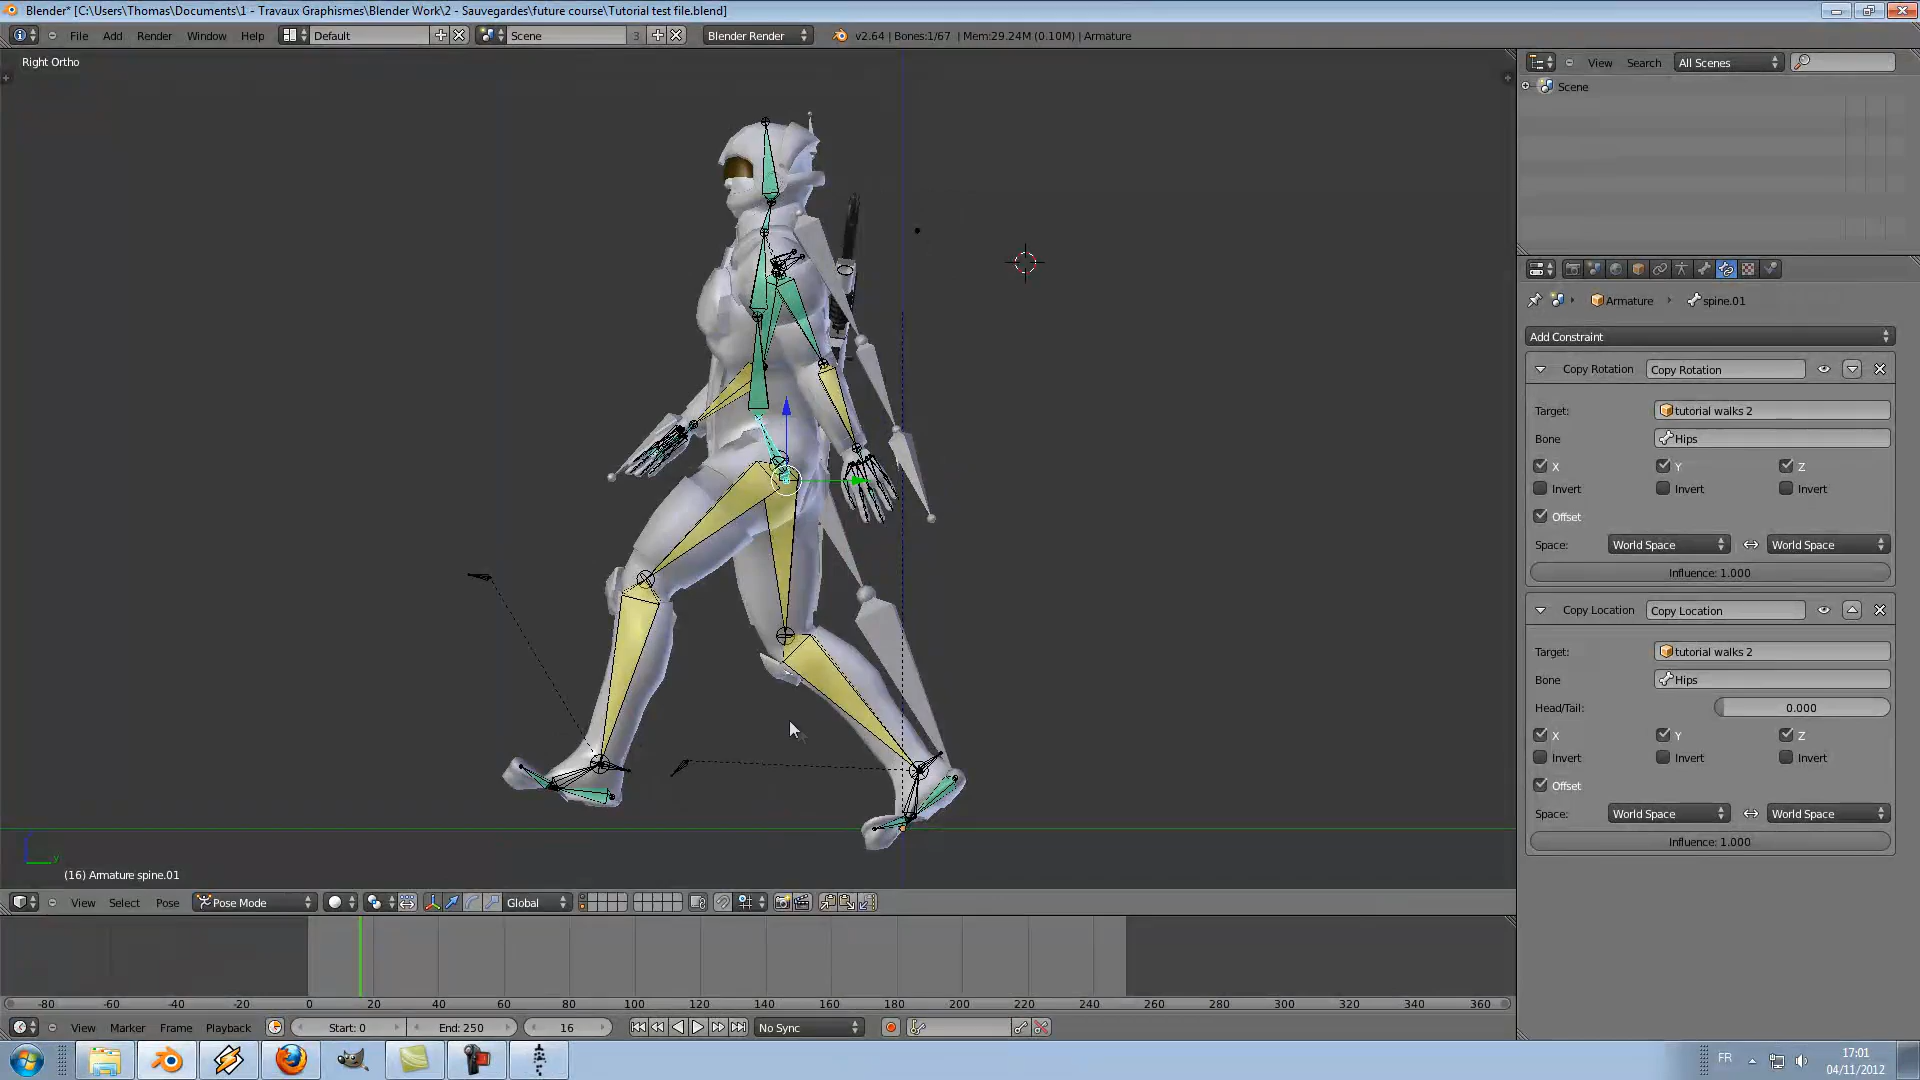 Blender* [C:\Users\Thomas\Documents\1 - Travaux Graphismes\Blender Work\2 - Sauvegardes\future course\Tutorial test file.blend]
File Add Render Window Help Default Scene 3 Blender Render v2.64 | Bones:1/67 | Mem:29.24M (0.10M) | Armature
Right Ortho
View Search All Scenes
Scene
Armature spine.01
Add Constraint
Copy Rotation Copy Rotation
Target: tutorial walks 2
Bone Hips
X Y Z
Invert Invert Invert
Offset
Space: World Space World Space
Influence: 1.000
Copy Location Copy Location
Target: tutorial walks 2
Bone Hips
Head/Tail: 0.000
X Y Z
Invert Invert Invert
Offset
Space: World Space World Space
Influence: 1.000
y
(16) Armature spine.01
View Select Pose Pose Mode Global
-80 -60 -40 -20 0 20 40 60 80 100 120 140 160 180 200 220 240 260 280 300 320 340 360
View Marker Frame Playback Start: 0 End: 250 16 No Sync
FR
17:01
04/11/2012